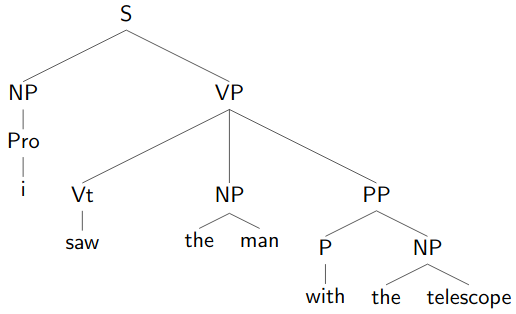 S
NP VP
Pro
i Vt NP PP
saw the man P NP
with the telescope